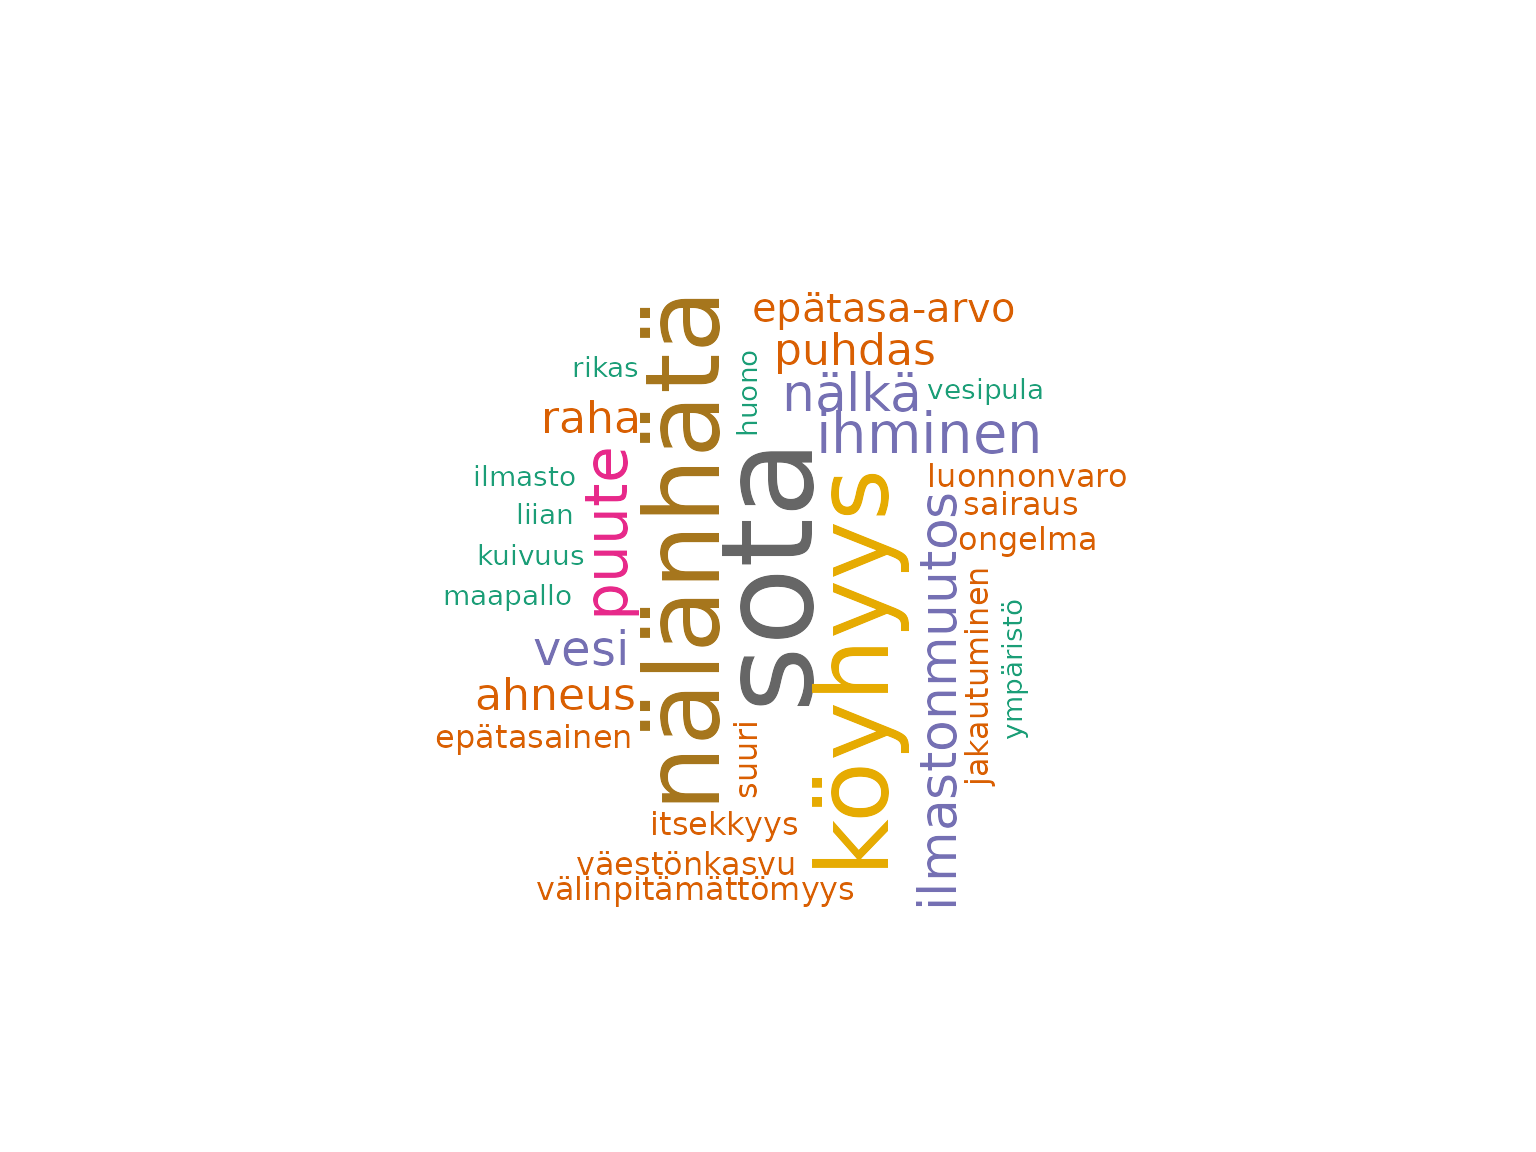 epätasa-arvo
puhdas
rikas
huono
nälkä
vesipula
raha
ihminen
nälänhätä
sota
puute
köyhyys
ilmasto
luonnonvaro
sairaus
liian
ongelma
kuivuus
maapallo
ilmastonmuutos
jakautuminen
ympäristö
vesi
ahneus
epätasainen
suuri
itsekkyys
väestönkasvu
välinpitämättömyys